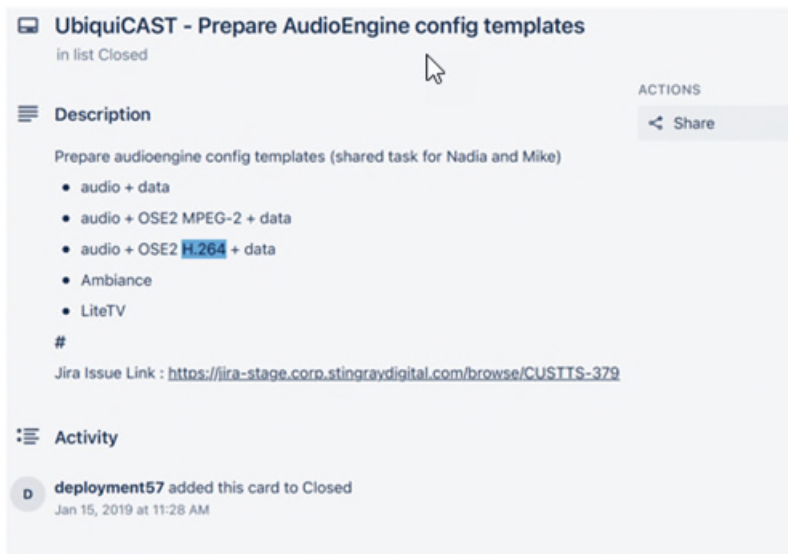 UbiquiCAST - Prepare AudioEngine config templates
in list Closed
ACTIONS
Share
Description
Prepare audioengine config templates (shared task for Nadia and Mike)
• audio + data
• audio + OSE2 MPEG-2 + data
• audio + OSE2 H.264 + data
• Ambiance
• LiteTV
#
Jira Issue Link : https://jira-stage.corp.stingraydigital.com/browse/CUSTTS-379
Activity
D
deployment57 added this card to Closed
Jan 15, 2019 at 11:28 AM